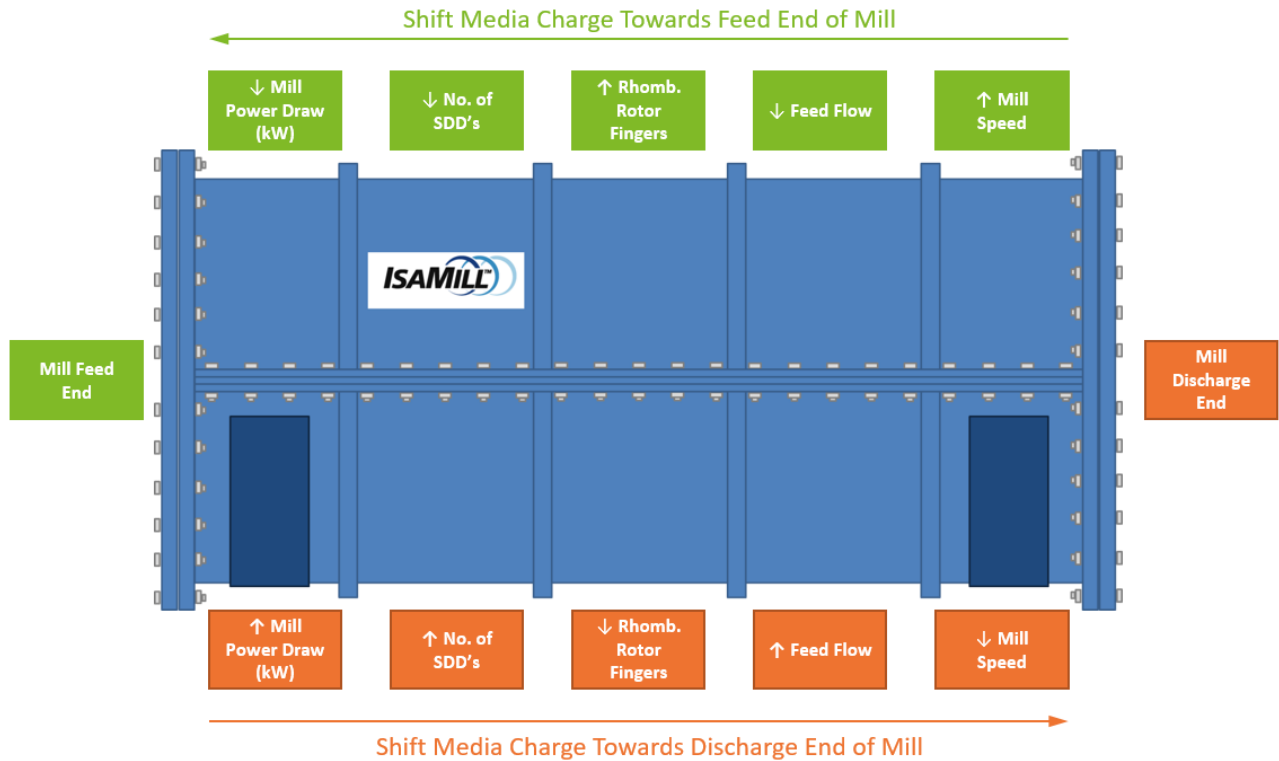 Shift Media Charge Towards Feed End of Mill
↓ Mill
Power Draw
(kW)
↓ No. of
SDD's
↑ Rhomb.
Rotor
Fingers
↓ Feed Flow
↑ Mill
Speed
ISAMILL™
Mill Feed
End
Mill
Discharge
End
↑ Mill
Power Draw
(kW)
↑ No. of
SDD's
↓ Rhomb.
Rotor
Fingers
↑ Feed Flow
↓ Mill
Speed
Shift Media Charge Towards Discharge End of Mill